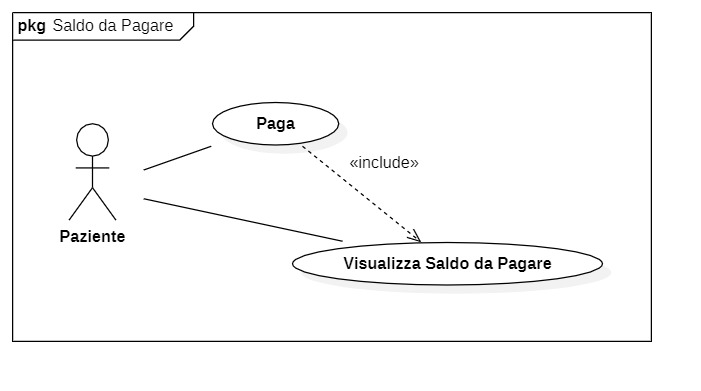 pkg Saldo da Pagare
Paga
«include»
Paziente
Visualizza Saldo da Pagare